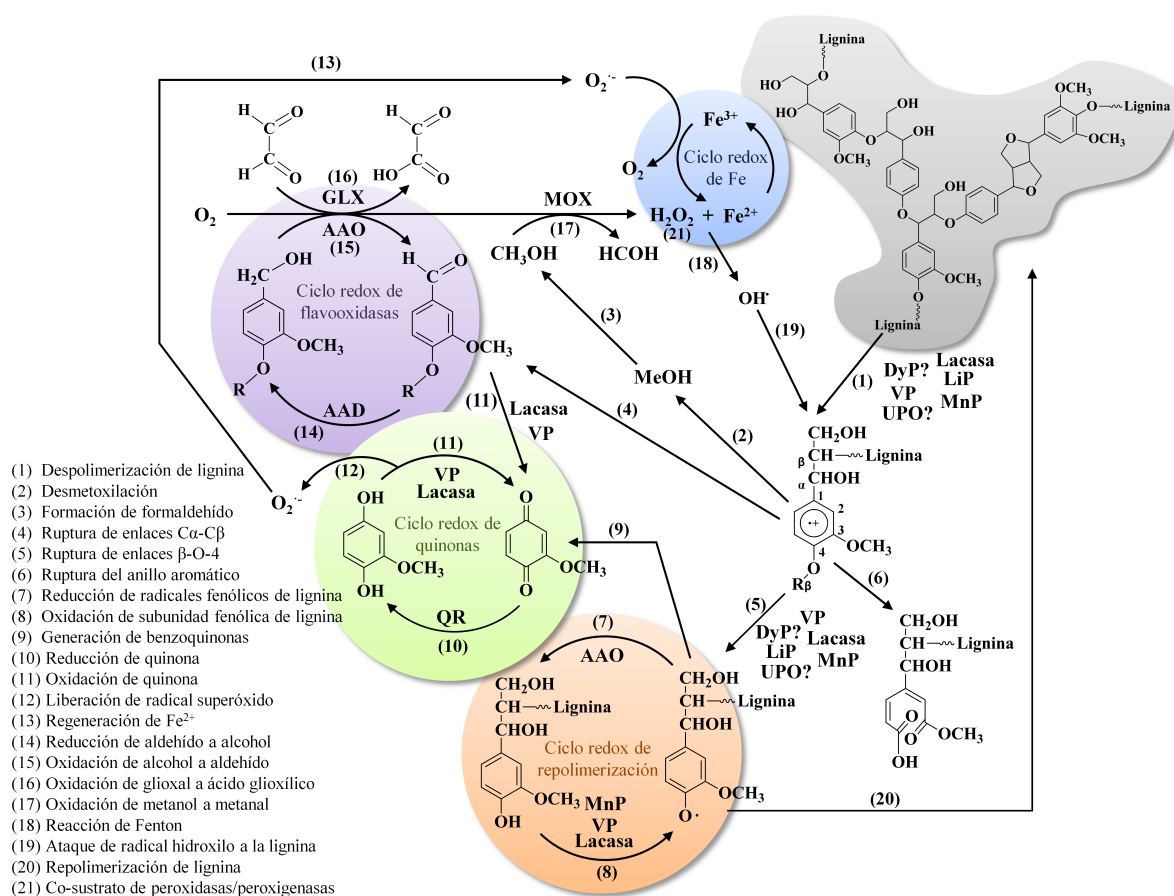 (13)
O₂·-
Lignina
HO
O
HO
OCH₃
O
OH
OH
OCH₃
O
Lignina
OCH₃
O
O
OCH₃
OH
O
O
O
OCH₃
O
Lignina
Fe³⁺
Ciclo redox
de Fe
O₂
H₂O₂ + Fe²⁺
(21)
(18)
OH·
(19)
H
C
O
C
H
O
H
C
O
C
HO
O
(16)
GLX
O₂
AAO
(15)
MOX
(17)
CH₃OH
HCOH
(3)
MeOH
(2)
(4)
H₂C
OH
OCH₃
O
R
Ciclo redox de
flavooxidasas
H
C
O
OCH₃
O
R
AAD
(14)
(11) Lacasa
VP
(1)
DyP?
Lacasa
VP
LiP
UPO?
MnP
CH₂OH
β
CH
Lignina
α
CHOH
1
2
3
4
·+
OCH₃
O
Rβ
(12)
(11)
VP
Lacasa
O₂·-
OH
OCH₃
OH
Ciclo redox de
quinonas
O
OCH₃
O
QR
(10)
(9)
(5)
VP
DyP?
Lacasa
LiP
MnP
UPO?
(6)
CH₂OH
CH
Lignina
CHOH
O
O
OCH₃
C
OH
(7)
AAO
CH₂OH
CH
Lignina
CHOH
OCH₃
OH
Ciclo redox de
repolimerización
CH₂OH
CH
Lignina
CHOH
OCH₃
O·
MnP
VP
Lacasa
(8)
(20)
(1) Despolimerización de lignina
(2) Desmetoxilación
(3) Formación de formaldehído
(4) Ruptura de enlaces Cα-Cβ
(5) Ruptura de enlaces β-O-4
(6) Ruptura del anillo aromático
(7) Reducción de radicales fenólicos de lignina
(8) Oxidación de subunidad fenólica de lignina
(9) Generación de benzoquinonas
(10) Reducción de quinona
(11) Oxidación de quinona
(12) Liberación de radical superóxido
(13) Regeneración de Fe²⁺
(14) Reducción de aldehído a alcohol
(15) Oxidación de alcohol a aldehído
(16) Oxidación de glioxal a ácido glioxílico
(17) Oxidación de metanol a metanal
(18) Reacción de Fenton
(19) Ataque de radical hidroxilo a la lignina
(20) Repolimerización de lignina
(21) Co-sustrato de peroxidasas/peroxigenasas